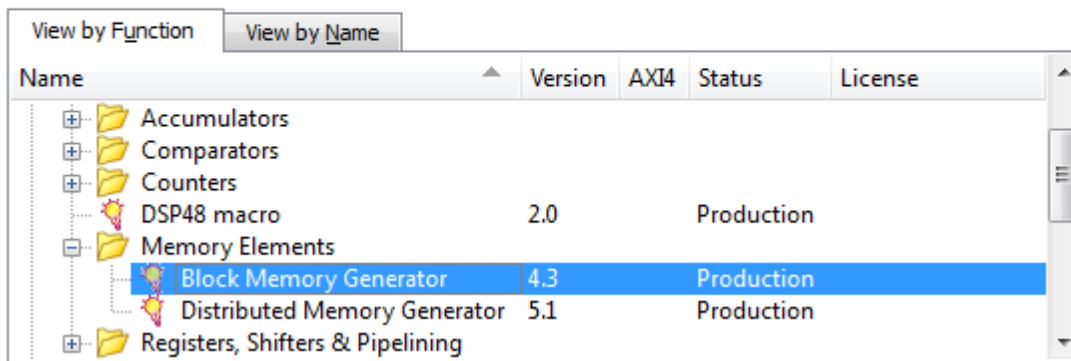 View by Function View by Name
Name Version AXI4 Status License
Accumulators
Comparators
Counters
DSP48 macro 2.0 Production
Memory Elements
Block Memory Generator 4.3 Production
Distributed Memory Generator 5.1 Production
Registers, Shifters & Pipelining